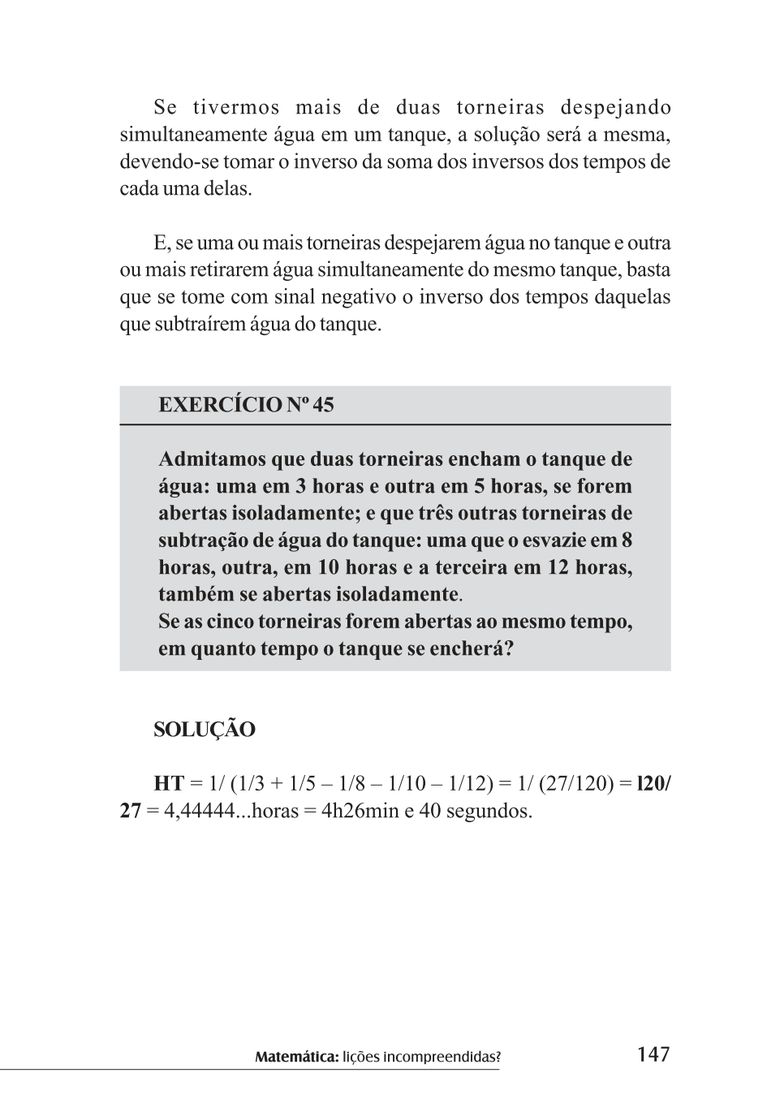 Se tivermos mais de duas torneiras despejando
simultaneamente água em um tanque, a solução será a mesma,
devendo-se tomar o inverso da soma dos inversos dos tempos de
cada uma delas.
E, se uma ou mais torneiras despejarem água no tanque e outra
ou mais retirarem água simultaneamente do mesmo tanque, basta
que se tome com sinal negativo o inverso dos tempos daquelas
que subtraírem água do tanque.
EXERCÍCIO Nº 45
Admitamos que duas torneiras encham o tanque de
água: uma em 3 horas e outra em 5 horas, se forem
abertas isoladamente; e que três outras torneiras de
subtração de água do tanque: uma que o esvazie em 8
horas, outra, em 10 horas e a terceira em 12 horas,
também se abertas isoladamente.
Se as cinco torneiras forem abertas ao mesmo tempo,
em quanto tempo o tanque se encherá?
SOLUÇÃO
HT = 1/ (1/3 + 1/5 – 1/8 – 1/10 – 1/12) = 1/ (27/120) = l20/
27 = 4,44444...horas = 4h26min e 40 segundos.
Matemática: lições incompreendidas? 147